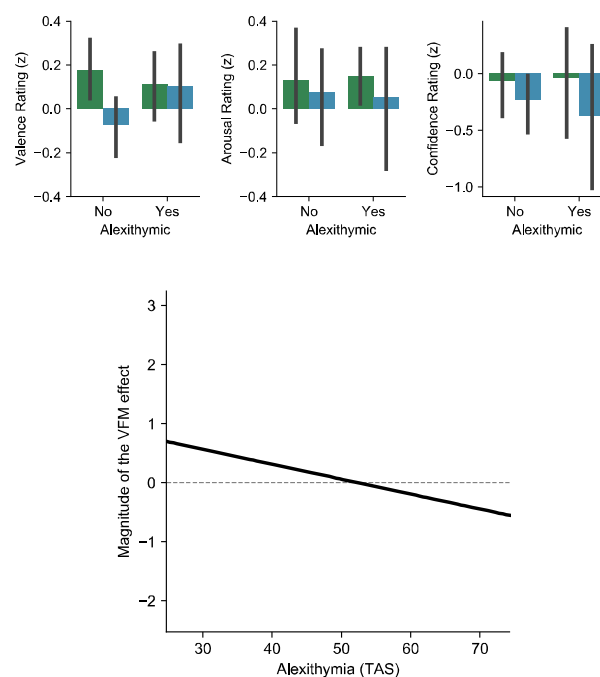 Valence Rating (z)
0.4
0.2
0.0
−0.2
−0.4
No
Yes
Alexithymic
Arousal Rating (z)
0.4
0.2
0.0
−0.2
−0.4
No
Yes
Alexithymic
Confidence Rating (z)
0.0
−0.5
−1.0
No
Yes
Alexithymic
Magnitude of the VFM effect
3
2
1
0
−1
−2
30
40
50
60
70
Alexithymia (TAS)